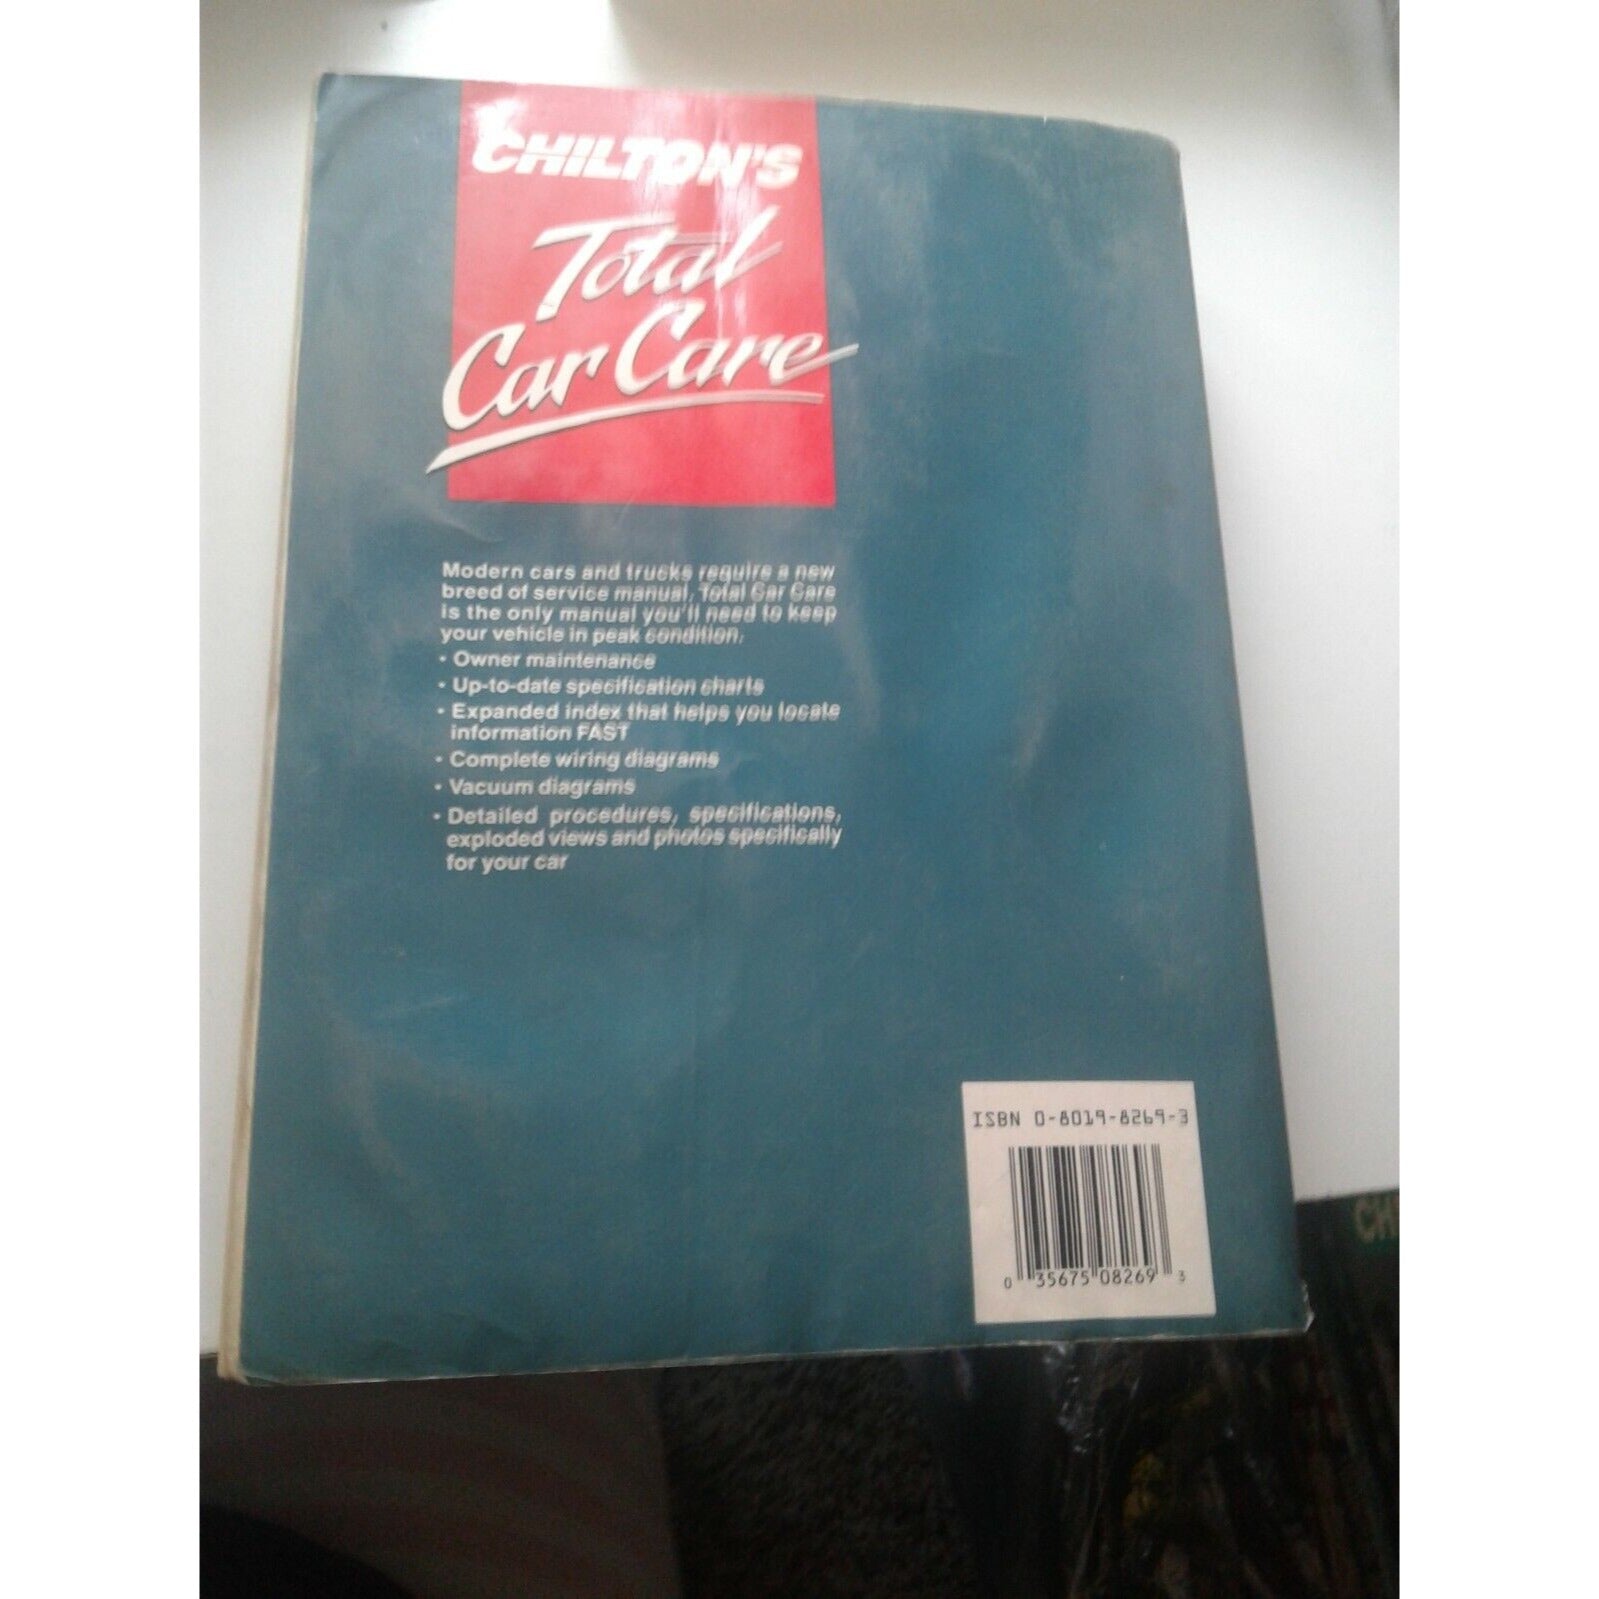 CHILTON'S
Total
Car Care
Modern cars and trucks require a new
breed of service manual. Total Car Care
is the only manual you'll need to keep
your vehicle in peak condition.
• Owner maintenance
• Up-to-date specification charts
• Expanded index that helps you locate
information FAST
• Complete wiring diagrams
• Vacuum diagrams
• Detailed procedures, specifications,
exploded views and photos specifically
for your car
ISBN 0-8019-8269-3
0 35675 08269 3
CH